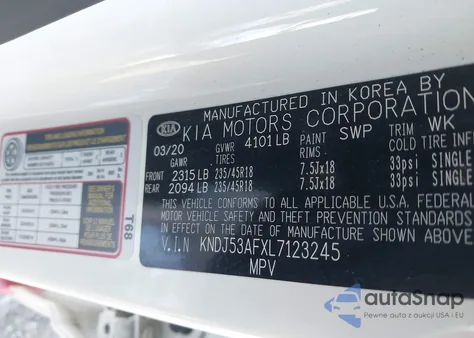 MANUFACTURED IN KOREA BY
KIA KIA MOTORS CORPORATION
03/20 GVWR 4101 LB PAINT SWP TRIM WK
GAWR TIRES RIMS - COLD TIRE INF
FRONT 2315 LB 235/45R18 7.5Jx18 33psi SINGLE
REAR 2094 LB 235/45R18 7.5Jx18 33psi SINGL
THIS VEHICLE CONFORMS TO ALL APPLICABLE U.S.A. FEDERAL
MOTOR VEHICLE SAFETY AND THEFT PREVENTION STANDARDS
IN EFFECT ON THE DATE OF MANUFACTURE SHOWN ABOVE
V.I.N KNDJ53AFXL7123245
MPV
T68
autoSnap
Pewne auta z aukcji USA i EU